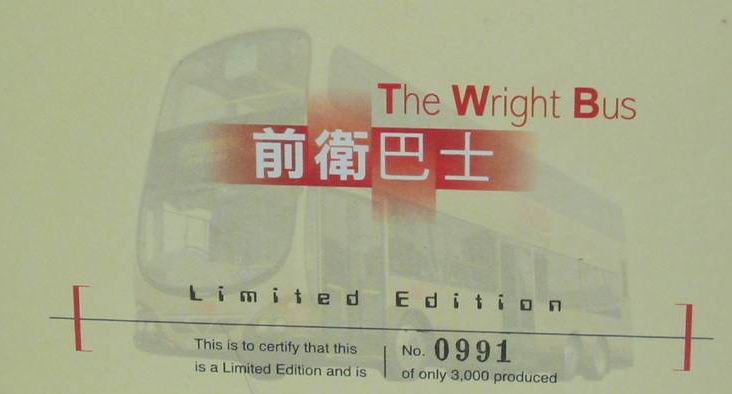 The Wright Bus
前衛巴士
Limited Edition
This is to certify that this
is a Limited Edition and is
No. 0991
of only 3,000 produced